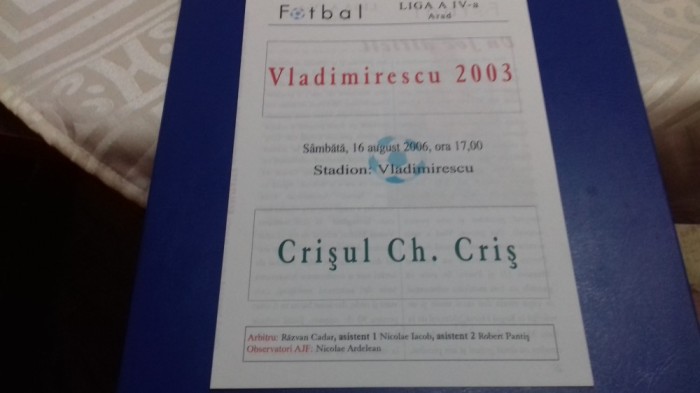 Fotbal
LIGA A IV-a
Arad
Vladimirescu 2003
Sâmbătă, 16 august 2006, ora 17,00
Stadion: Vladimirescu
Crişul Ch. Criş
Arbitru: Răzvan Cadar, asistent 1 Nicolae Iacob, asistent 2 Robert Pantiş
Observatori AJF: Nicolae Ardelean